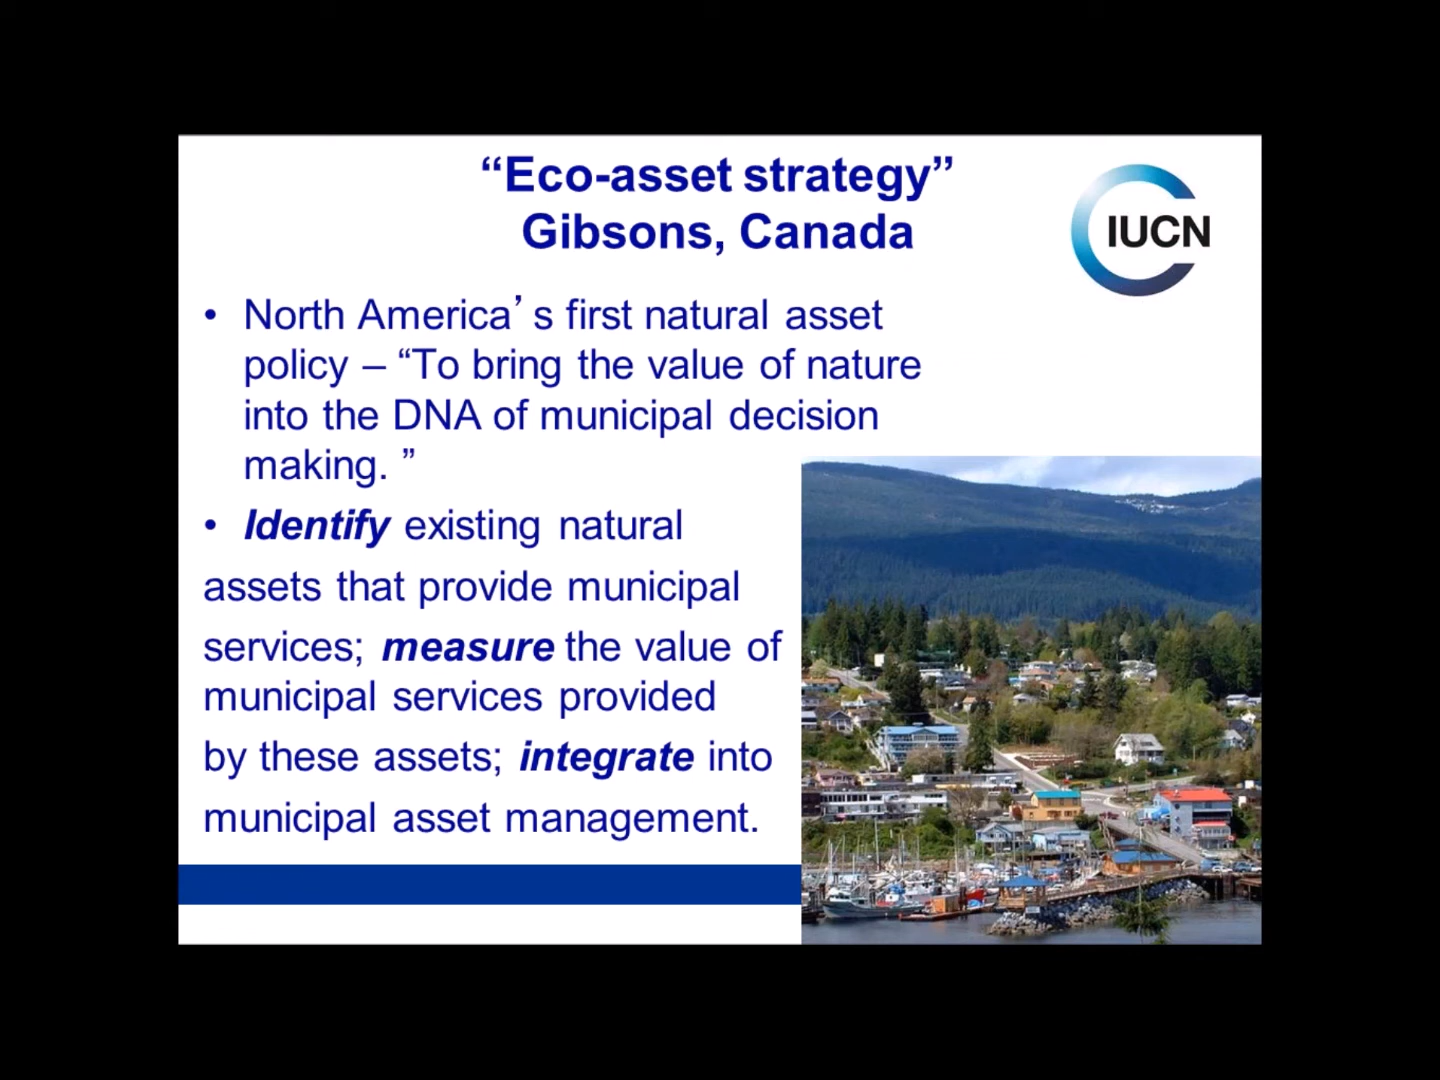 “Eco-asset strategy”
Gibsons, Canada
IUCN
• North America’s first natural asset
policy – “To bring the value of nature
into the DNA of municipal decision
making. ”
• Identify existing natural
assets that provide municipal
services; measure the value of
municipal services provided
by these assets; integrate into
municipal asset management.